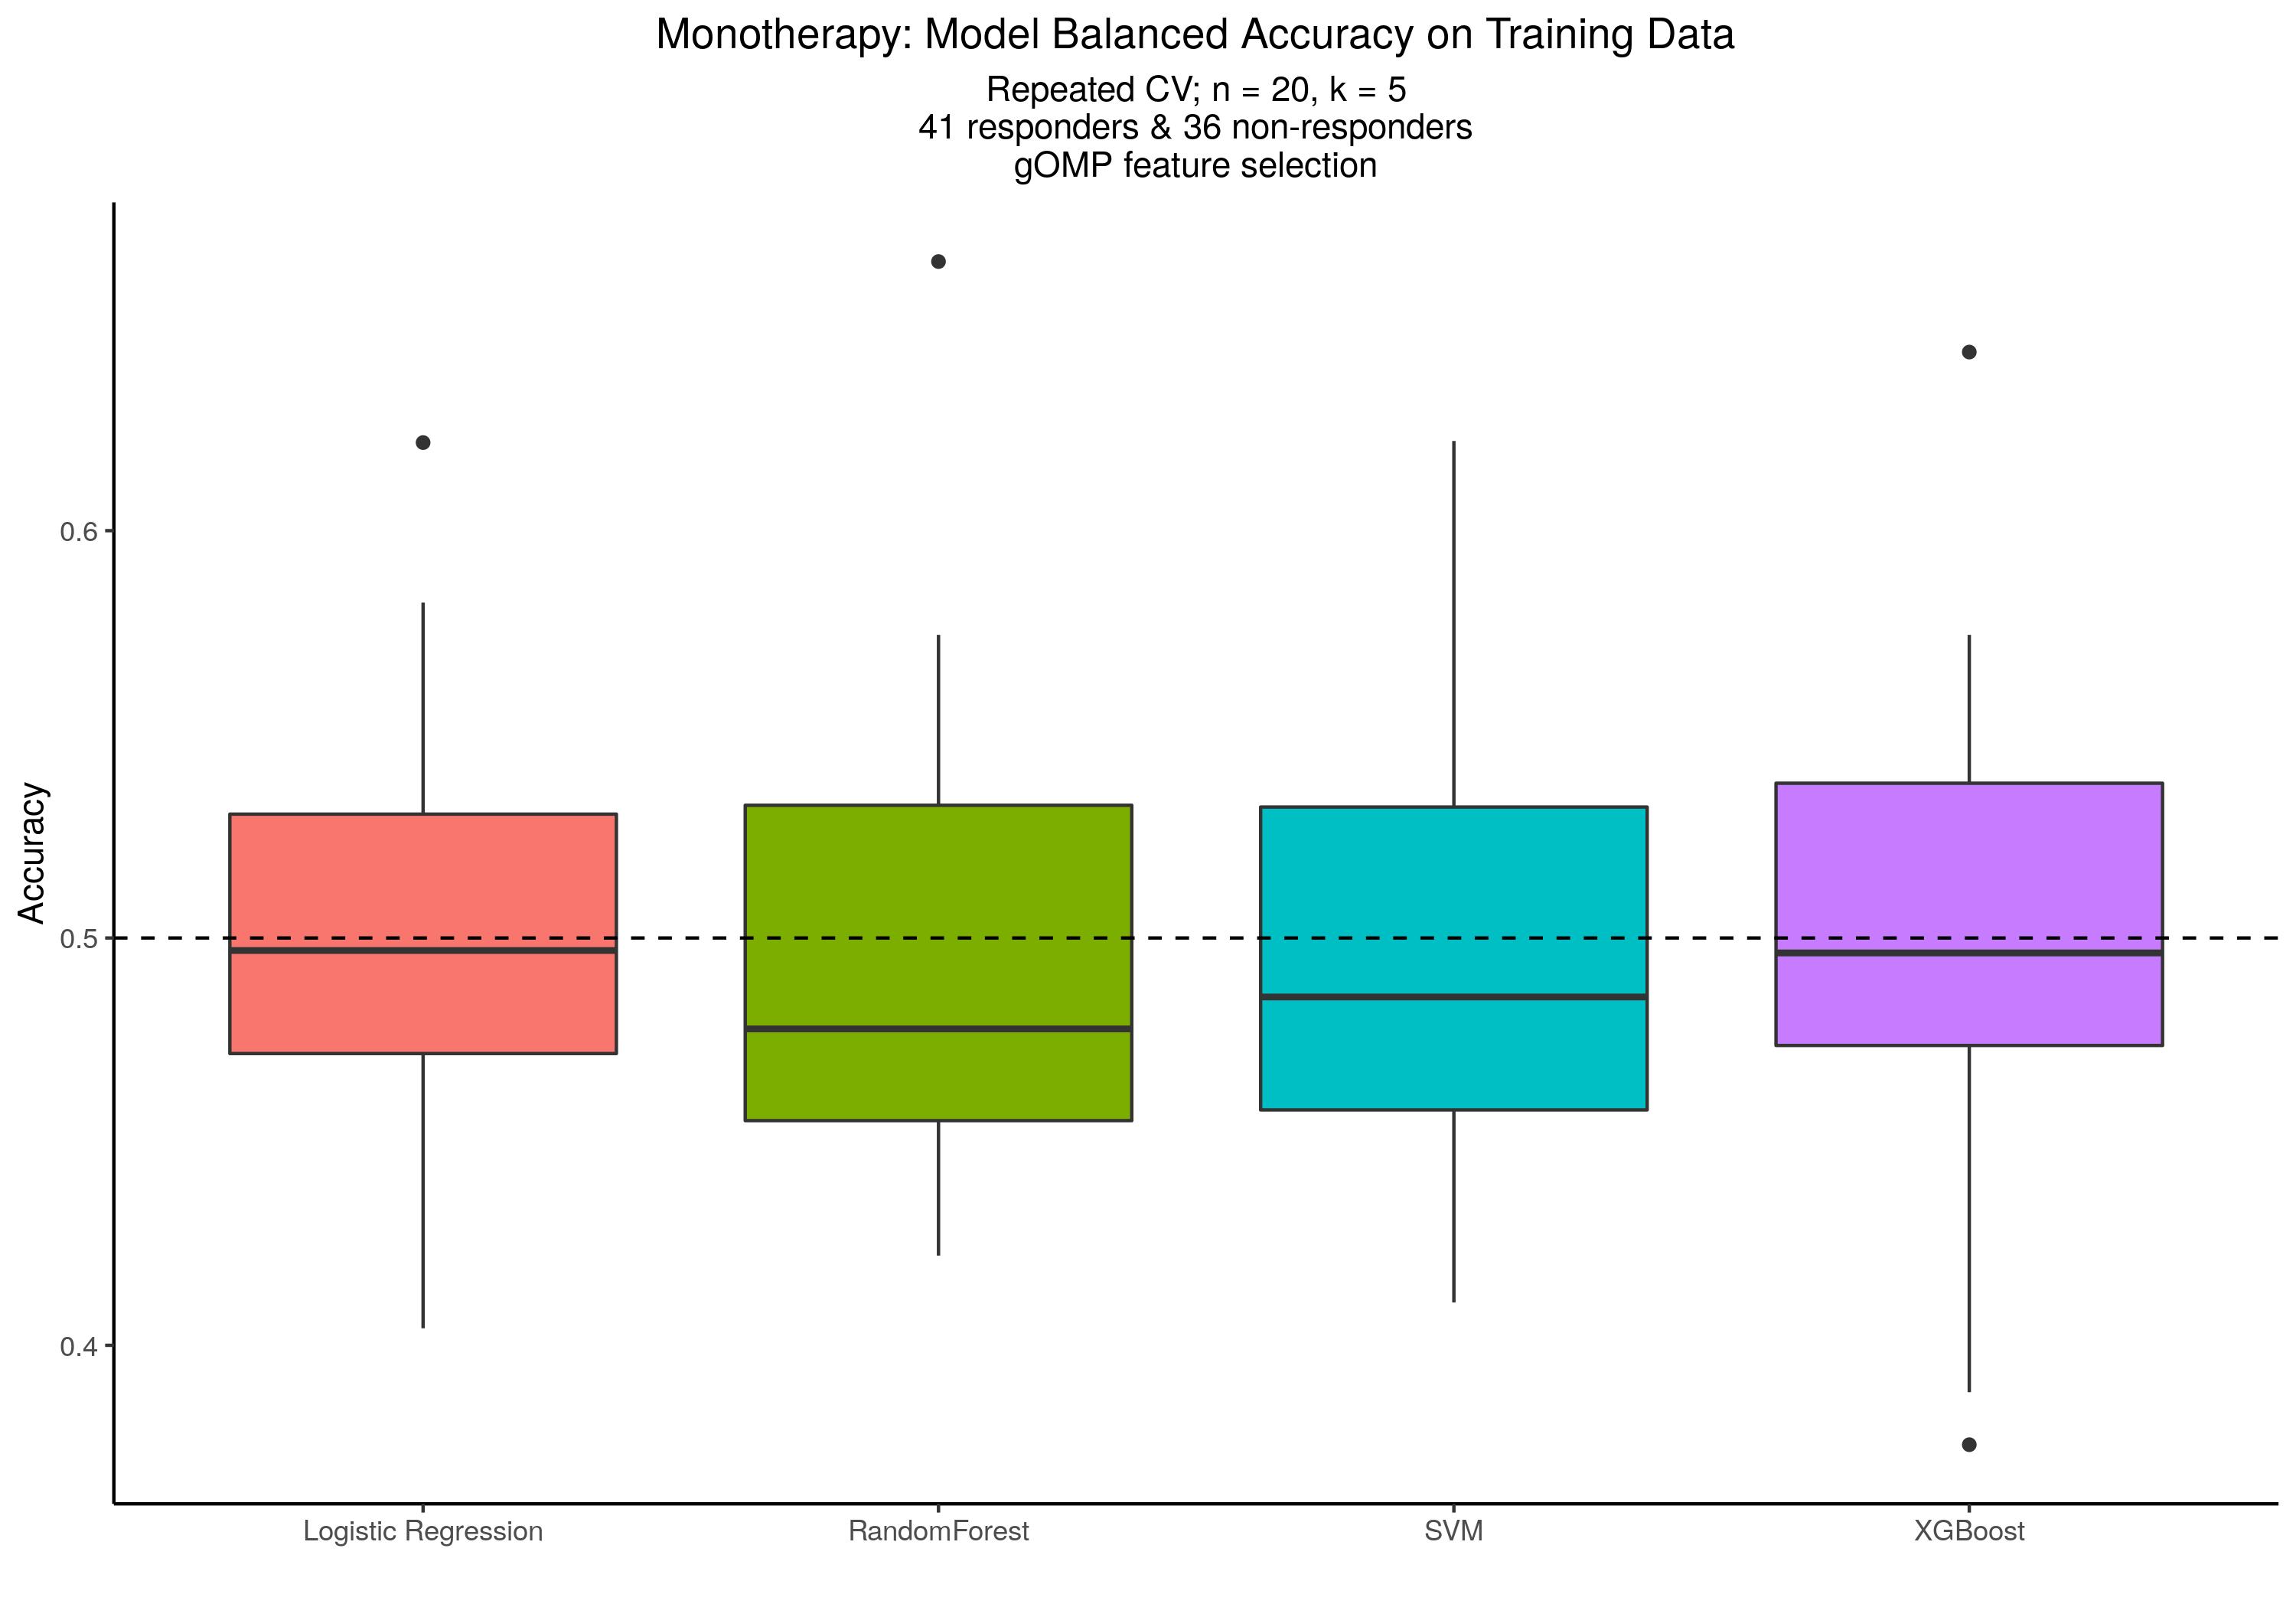 Monotherapy: Model Balanced Accuracy on Training Data
Repeated CV; n = 20, k = 5
41 responders & 36 non-responders
gOMP feature selection
Accuracy
0.6
0.5
0.4
Logistic Regression
RandomForest
SVM
XGBoost